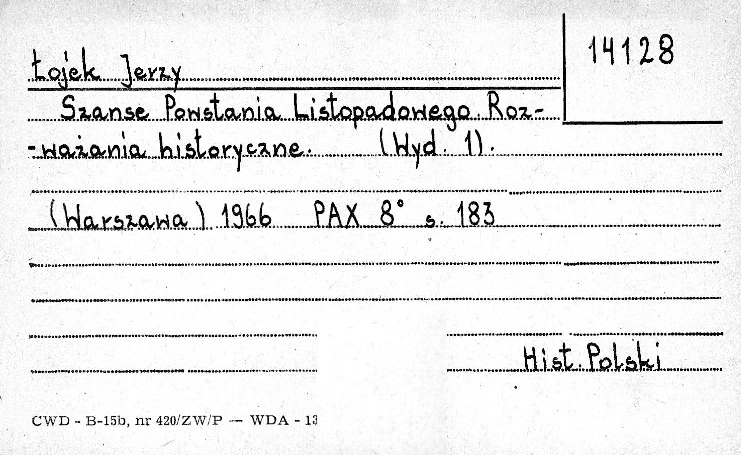 14128
Łojek Jerzy
Szanse Powstania Listopadowego. Roz-
-ważania historyczne. (Wyd. 1).
(Warszawa) 1966 PAX 8° s. 183
Hist. Polski
CWD - B-15b, nr 420/ZW/P — WDA - 13